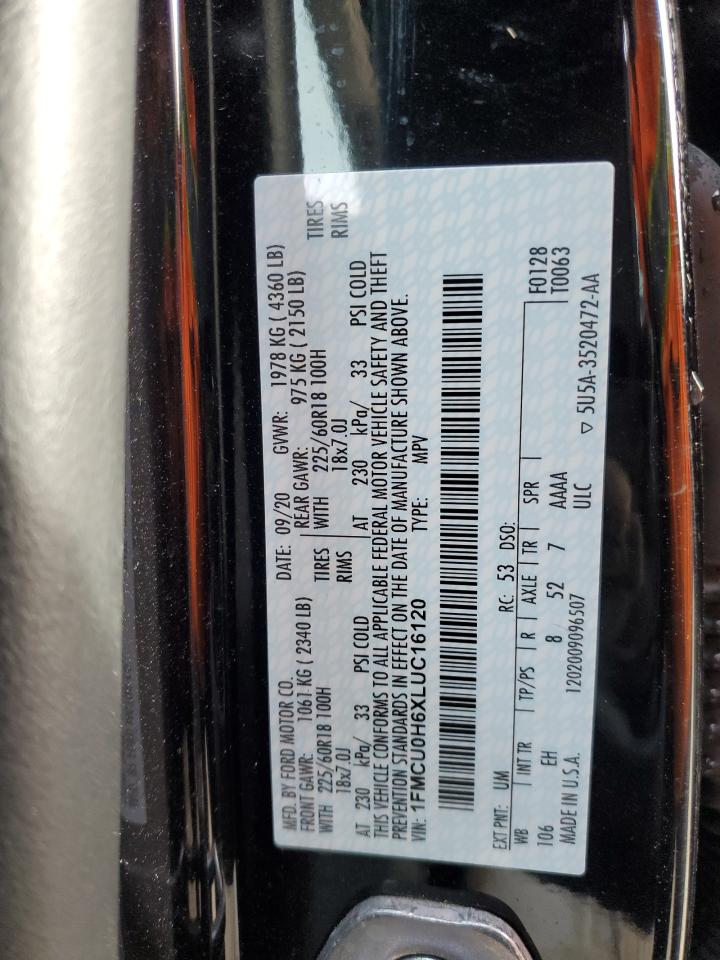 MFD. BY FORD MOTOR CO.
DATE: 09/20 GVWR: 1978 KG ( 4360 LB)
FRONT GAWR: 1061 KG ( 2340 LB) REAR GAWR: 975 KG ( 2150 LB)
WITH 225/60R18 100H TIRES WITH 225/60R18 100H TIRES
18x7.0J RIMS 18x7.0J RIMS
AT 230 kPa/ 33 PSI COLD AT 230 kPa/ 33 PSI COLD
THIS VEHICLE CONFORMS TO ALL APPLICABLE FEDERAL MOTOR VEHICLE SAFETY AND THEFT
PREVENTION STANDARDS IN EFFECT ON THE DATE OF MANUFACTURE SHOWN ABOVE.
VIN: 1FMCU0H6XLUC16120 TYPE: MPV
EXT PNT: UM RC: 53 DSO: F0128
WB INT TR TP/PS R AXLE TR SPR T0063
106 EH 8 52 7 AAAA
1202009096507 ULC
MADE IN U.S.A. ▽ 5U5A-3520472-AA